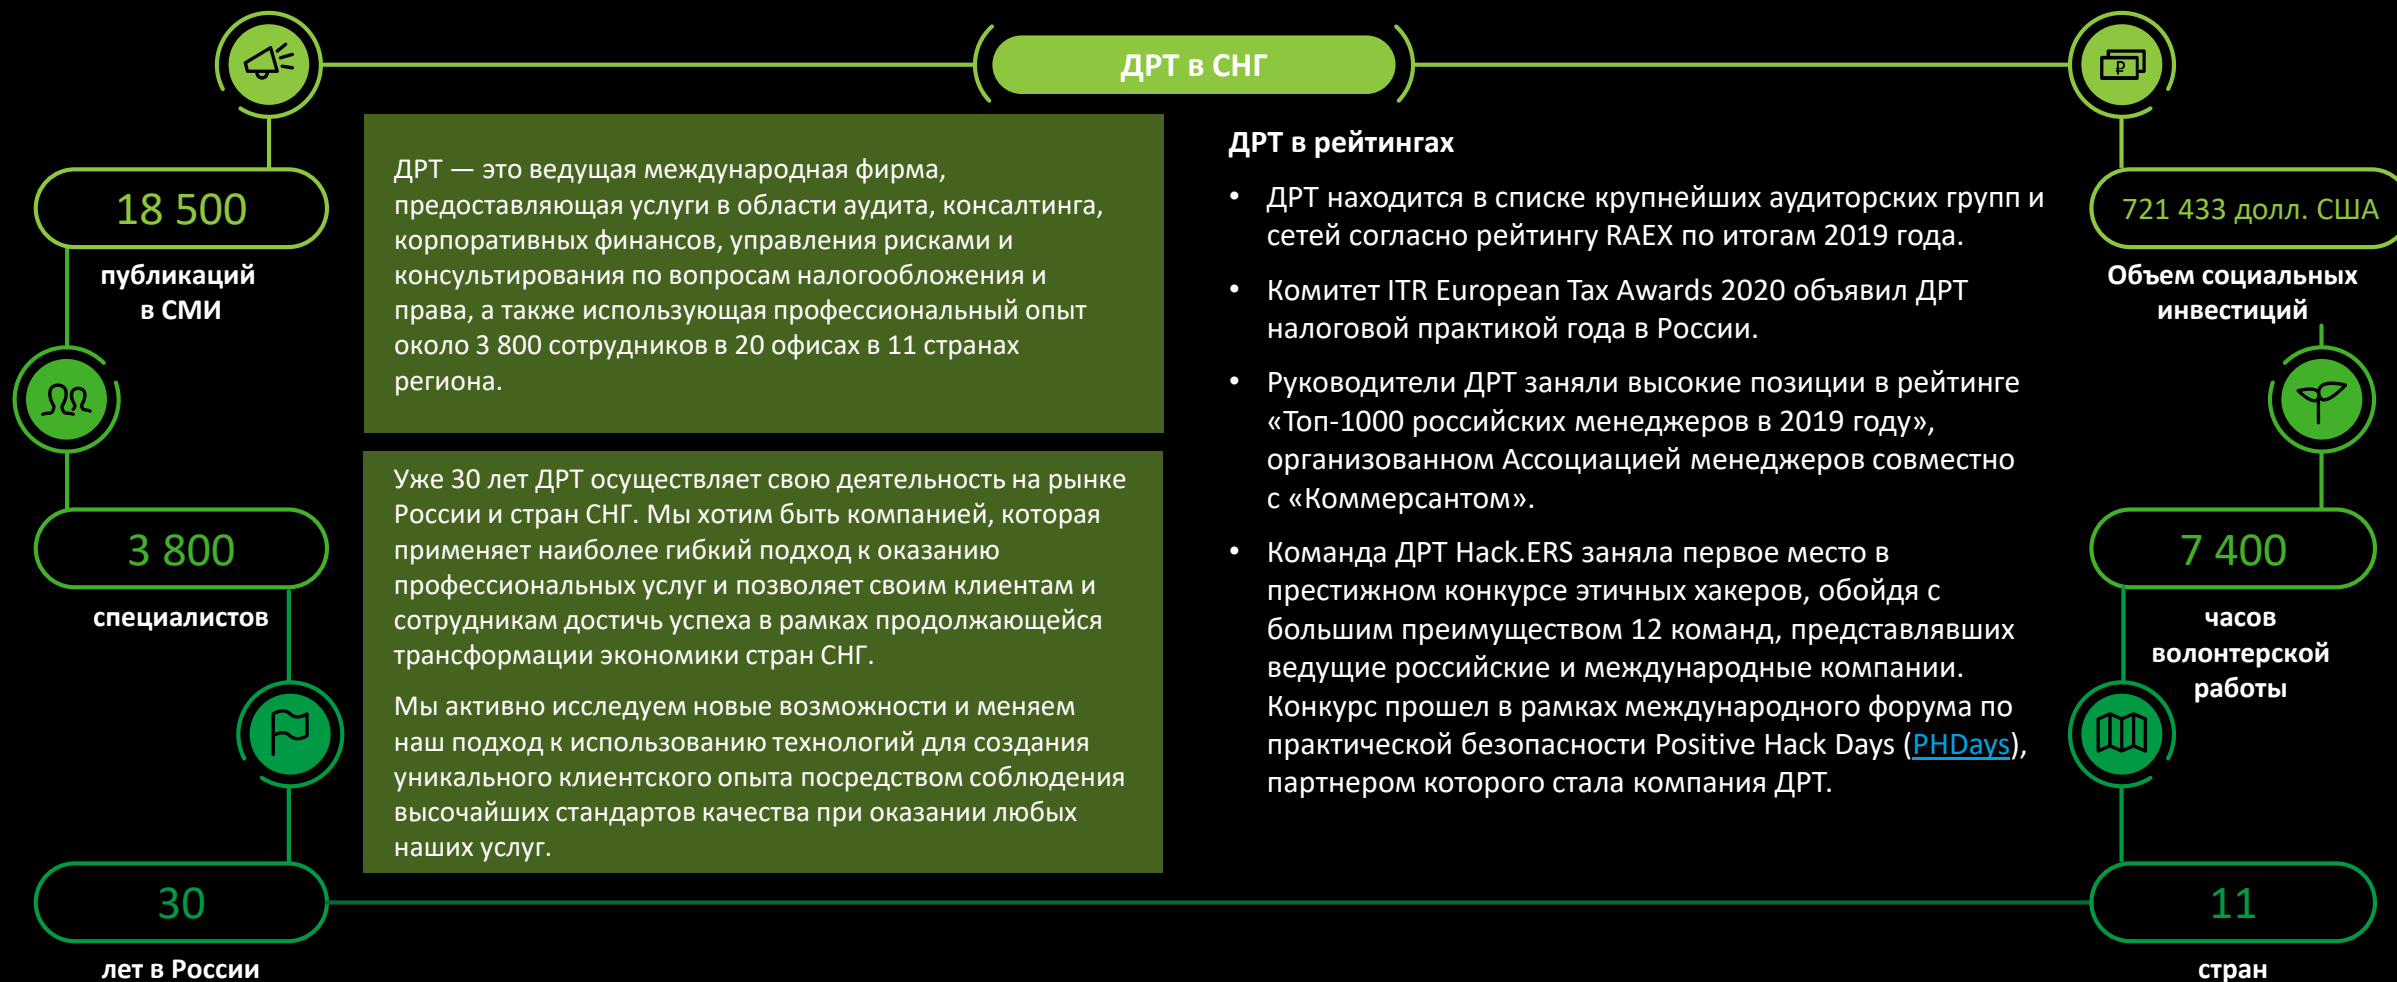 ДРТ в СНГ
18 500
публикаций
в СМИ
3 800
специалистов
30
лет в России
ДРТ — это ведущая международная фирма,
предоставляющая услуги в области аудита, консалтинга,
корпоративных финансов, управления рисками и
консультирования по вопросам налогообложения и
права, а также использующая профессиональный опыт
около 3 800 сотрудников в 20 офисах в 11 странах
региона.
Уже 30 лет ДРТ осуществляет свою деятельность на рынке
России и стран СНГ. Мы хотим быть компанией, которая
применяет наиболее гибкий подход к оказанию
профессиональных услуг и позволяет своим клиентам и
сотрудникам достичь успеха в рамках продолжающейся
трансформации экономики стран СНГ.
Мы активно исследуем новые возможности и меняем
наш подход к использованию технологий для создания
уникального клиентского опыта посредством соблюдения
высочайших стандартов качества при оказании любых
наших услуг.
ДРТ в рейтингах
• ДРТ находится в списке крупнейших аудиторских групп и
сетей согласно рейтингу RAEX по итогам 2019 года.
• Комитет ITR European Tax Awards 2020 объявил ДРТ
налоговой практикой года в России.
• Руководители ДРТ заняли высокие позиции в рейтинге
«Топ-1000 российских менеджеров в 2019 году»,
организованном Ассоциацией менеджеров совместно
с «Коммерсантом».
• Команда ДРТ Hack.ERS заняла первое место в
престижном конкурсе этичных хакеров, обойдя с
большим преимуществом 12 команд, представлявших
ведущие российские и международные компании.
Конкурс прошел в рамках международного форума по
практической безопасности Positive Hack Days (PHDays),
партнером которого стала компания ДРТ.
₽
721 433 долл. США
Объем социальных
инвестиций
7 400
часов
волонтерской
работы
11
стран